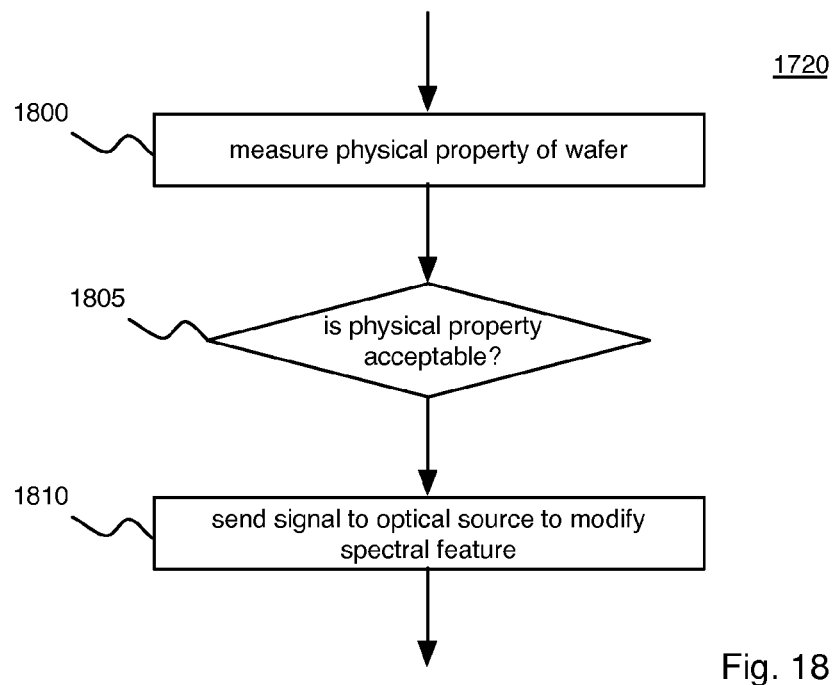 1720
1800
measure physical property of wafer
1805
is physical property
acceptable?
1810
send signal to optical source to modify
spectral feature
Fig. 18